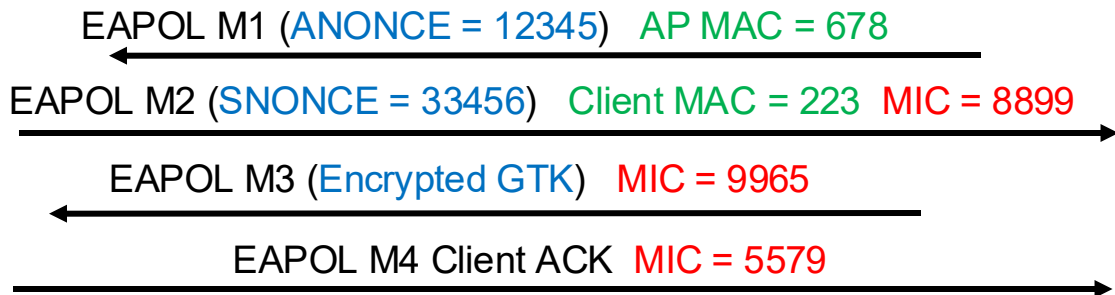 EAPOL M1 (ANONCE = 12345) AP MAC = 678
EAPOL M2 (SNONCE = 33456) Client MAC = 223 MIC = 8899
EAPOL M3 (Encrypted GTK) MIC = 9965
EAPOL M4 Client ACK MIC = 5579